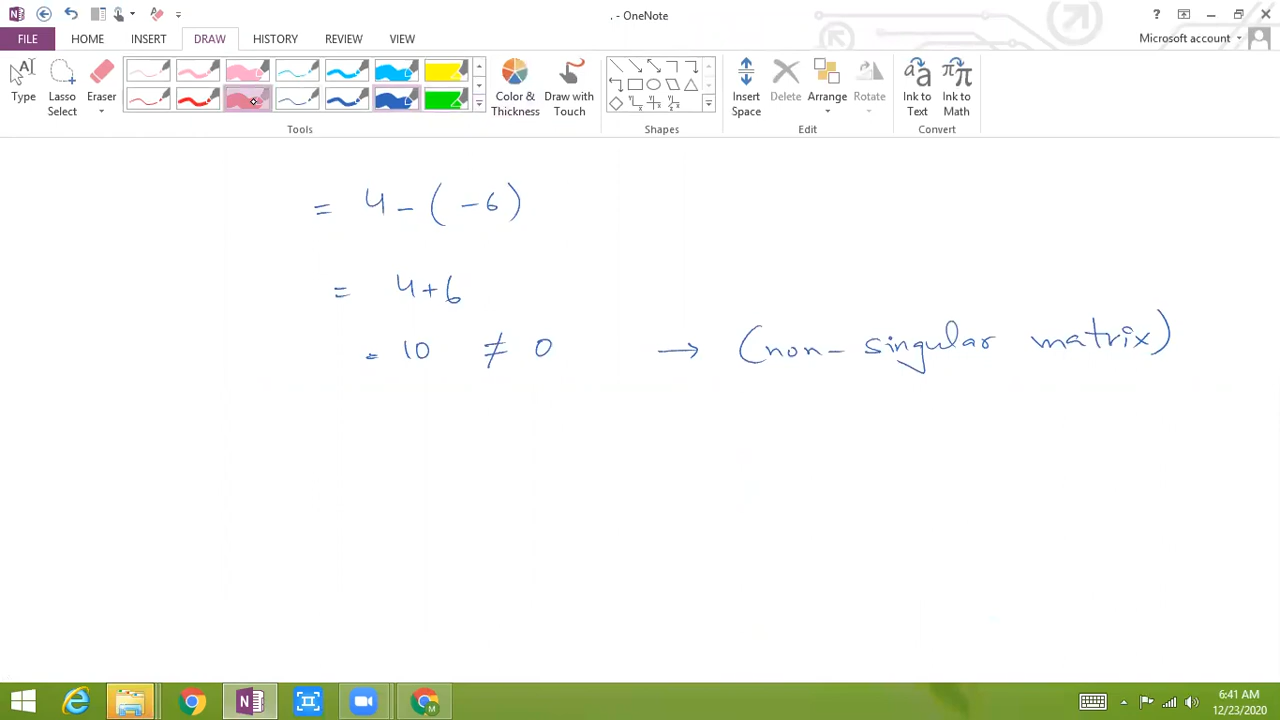 . - OneNote
?
Microsoft account
FILE HOME INSERT DRAW HISTORY REVIEW VIEW
Type
Lasso Select
Eraser
Color & Thickness
Draw with Touch
Insert Space
Delete
Arrange
Rotate
Ink to Text
Ink to Math
Tools
Shapes
Edit
Convert
= 4 - ( -6 )
= 4+6
= 10 ≠ 0 → (non- singular matrix)
6:41 AM
12/23/2020